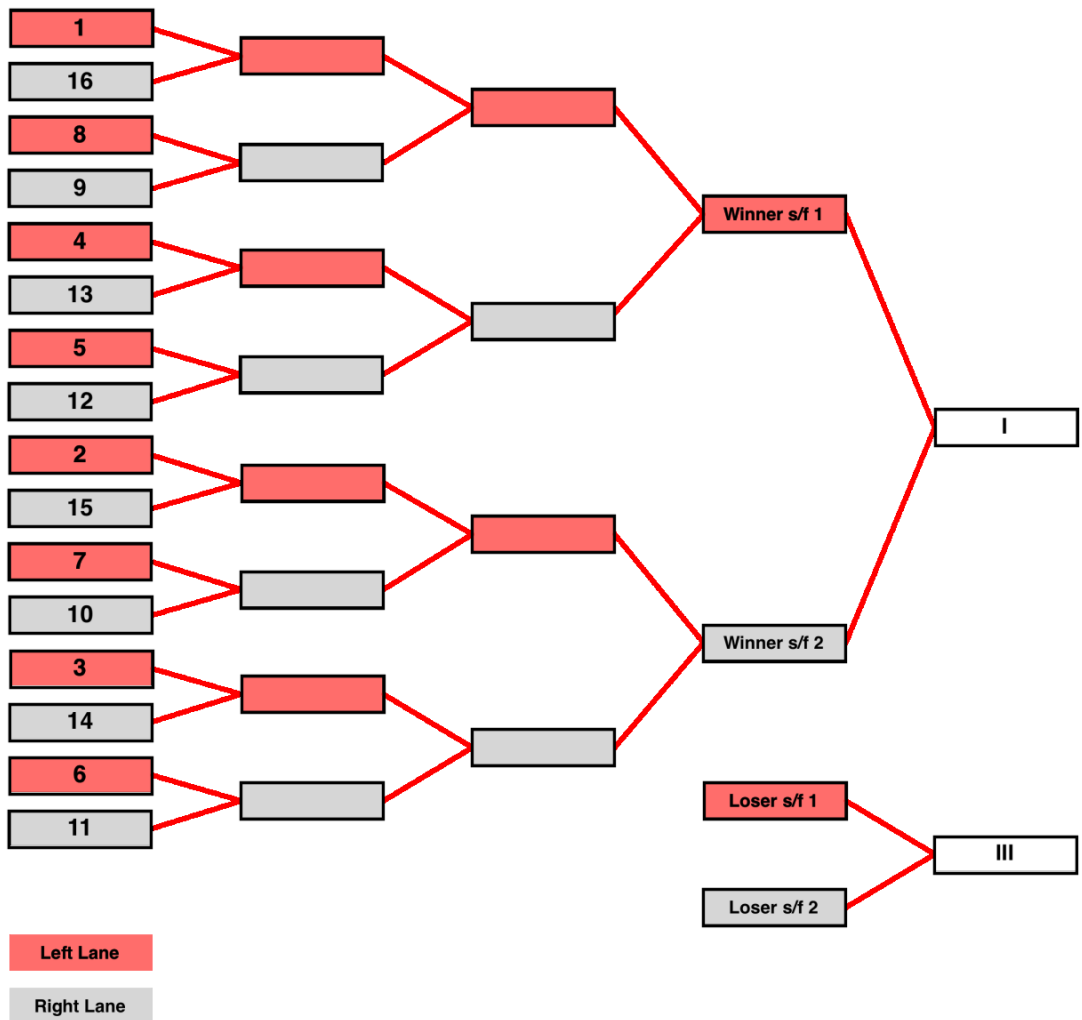 1
16
8
9
4
13
5
12
2
15
7
10
3
14
6
11
Winner s/f 1
Winner s/f 2
I
Loser s/f 1
Loser s/f 2
III
Left Lane
Right Lane